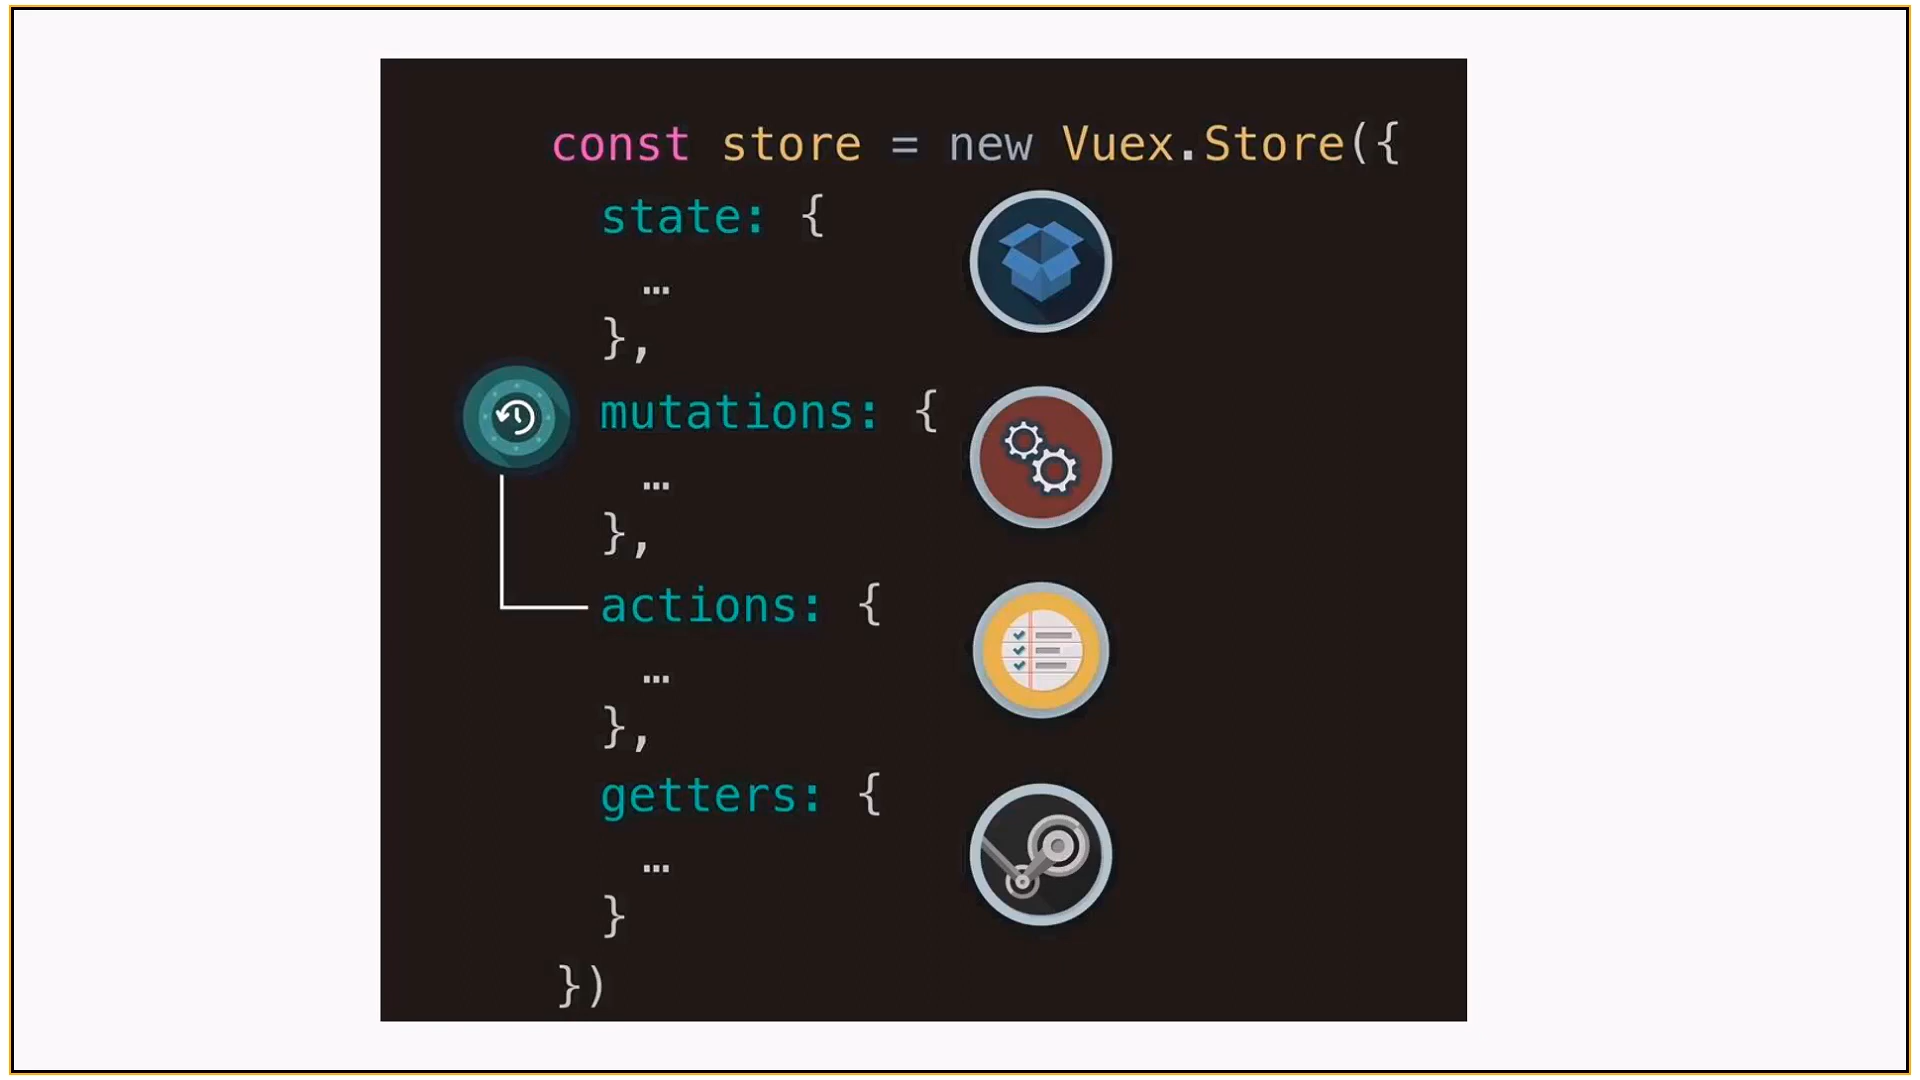 const store = new Vuex.Store({
state: {
…
},
mutations: {
…
},
actions: {
…
},
getters: {
…
}
})